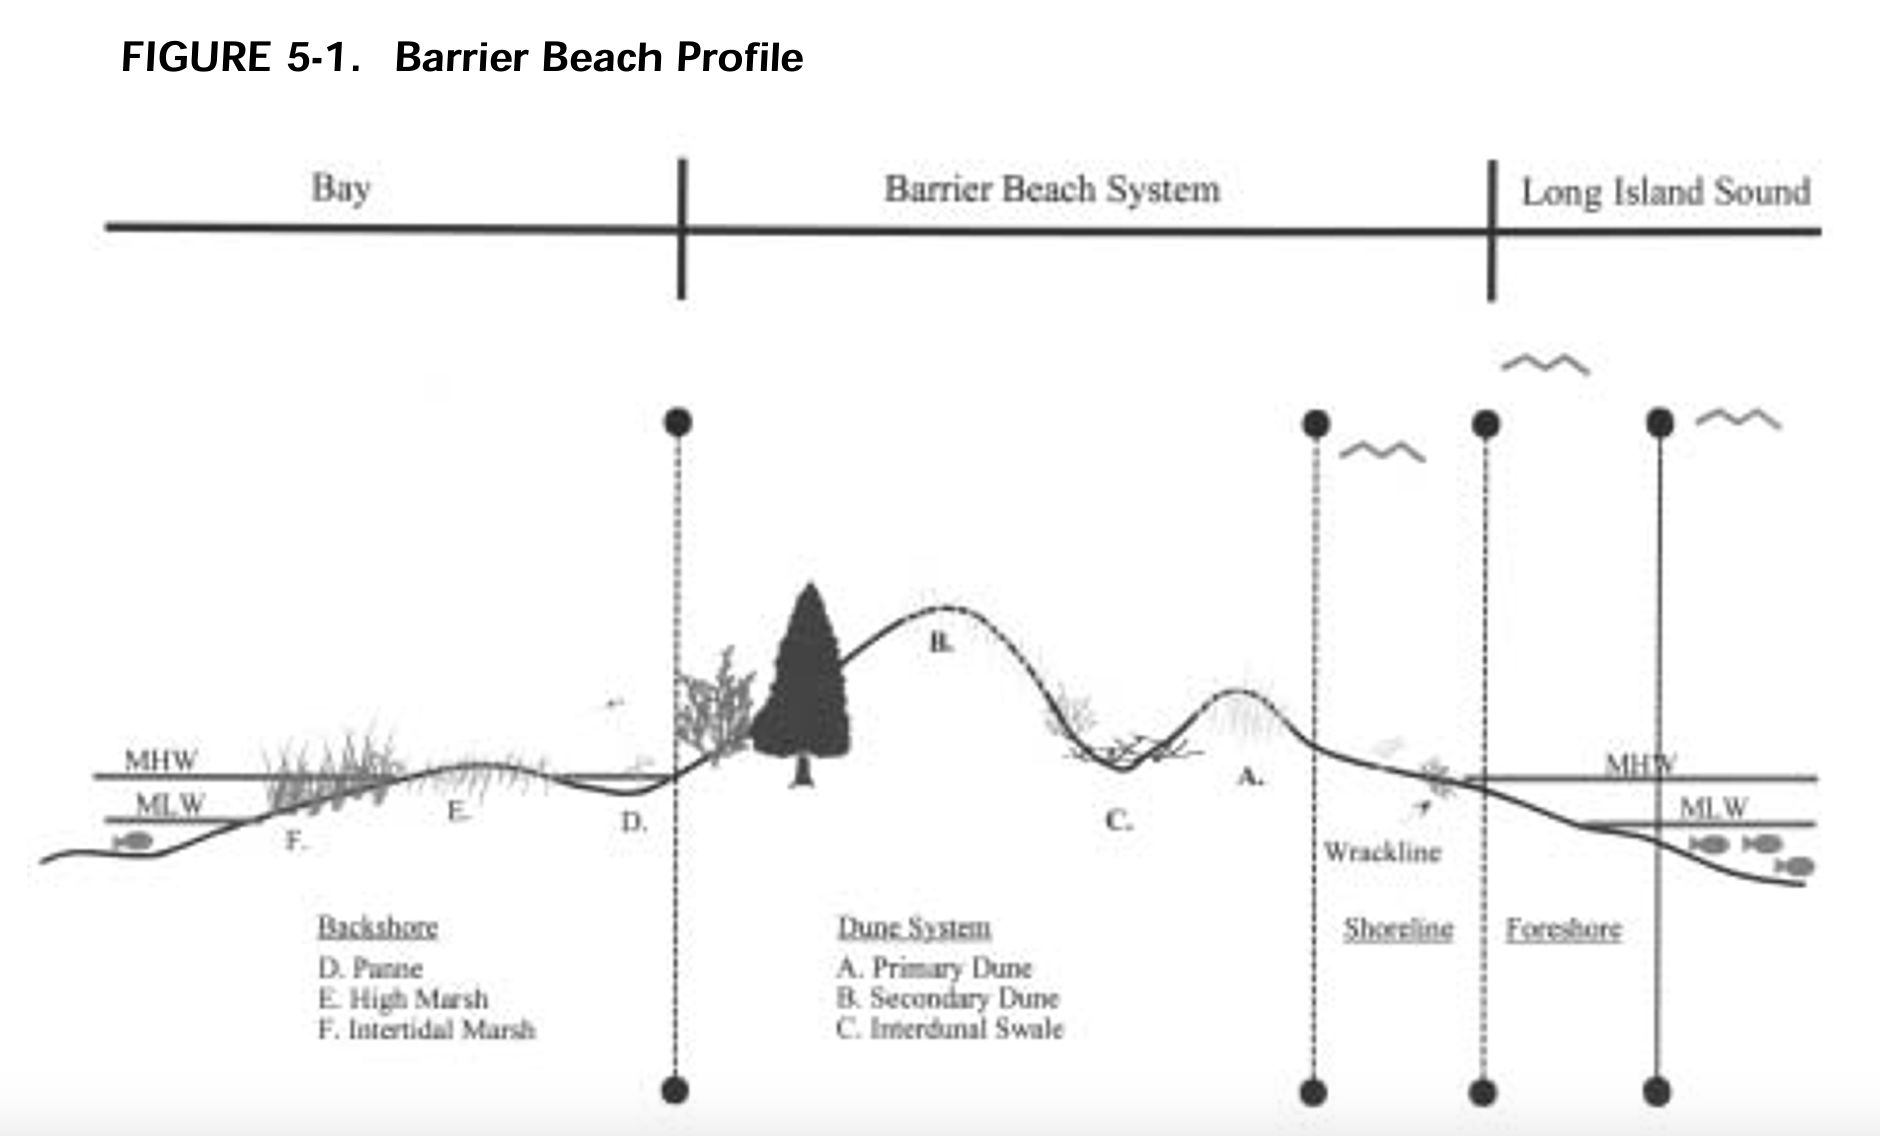 FIGURE 5-1. Barrier Beach Profile
Bay
Barrier Beach System
Long Island Sound
B.
MHW
MLW
F.
E.
D.
C.
A.
MHW
MLW
Wrackline
Backshore
D. Panne
E. High Marsh
F. Intertidal Marsh
Dune System
A. Primary Dune
B. Secondary Dune
C. Interdunal Swale
Shoreline
Foreshore